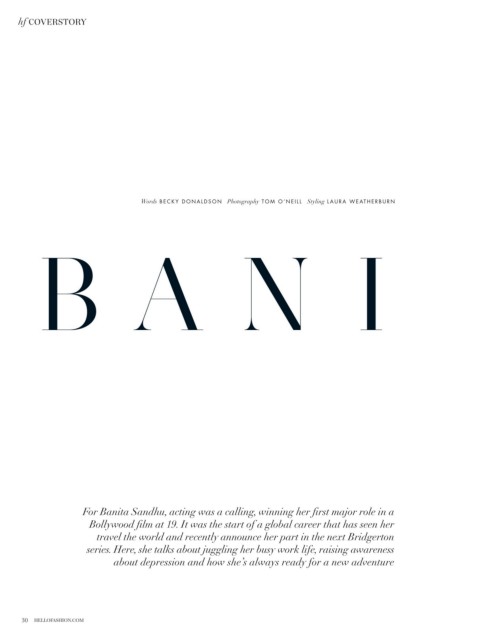 hf COVERSTORY
Words BECKY DONALDSON Photography TOM O'NEILL Styling LAURA WEATHERBURN
BANI
For Banita Sandhu, acting was a calling, winning her first major role in a
Bollywood film at 19. It was the start of a global career that has seen her
travel the world and recently announce her part in the next Bridgerton
series. Here, she talks about juggling her busy work life, raising awareness
about depression and how she's always ready for a new adventure
30 HELLOFASHION.COM